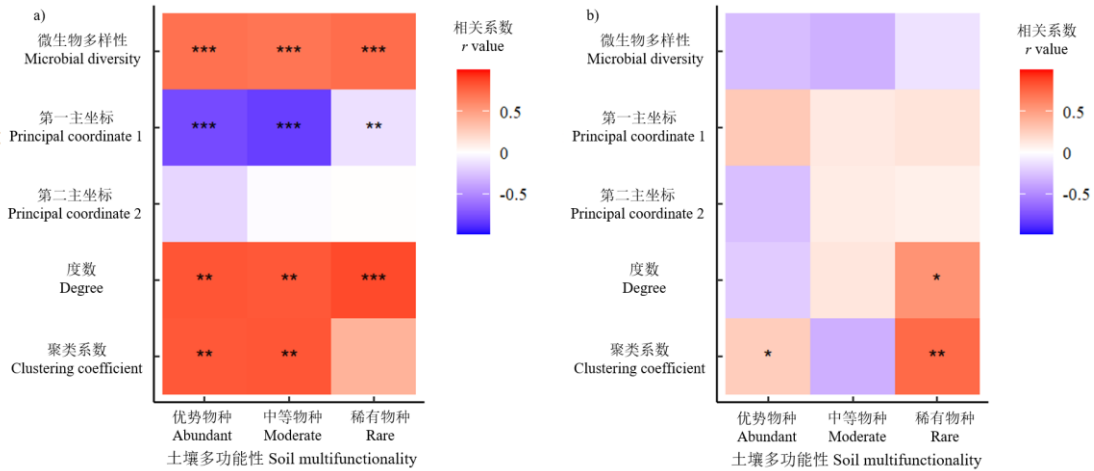 a)
微生物多样性
Microbial diversity
第一主坐标
Principal coordinate 1
第二主坐标
Principal coordinate 2
度数
Degree
聚类系数
Clustering coefficient
*** *** ***
*** *** **
** ** ***
** **
优势物种 中等物种 稀有物种
Abundant Moderate Rare
土壤多功能性 Soil multifunctionality
相关系数
r value
0.5
0
-0.5
b)
微生物多样性
Microbial diversity
第一主坐标
Principal coordinate 1
第二主坐标
Principal coordinate 2
度数
Degree
聚类系数
Clustering coefficient
*
* **
优势物种 中等物种 稀有物种
Abundant Moderate Rare
土壤多功能性 Soil multifunctionality
相关系数
r value
0.5
0
-0.5